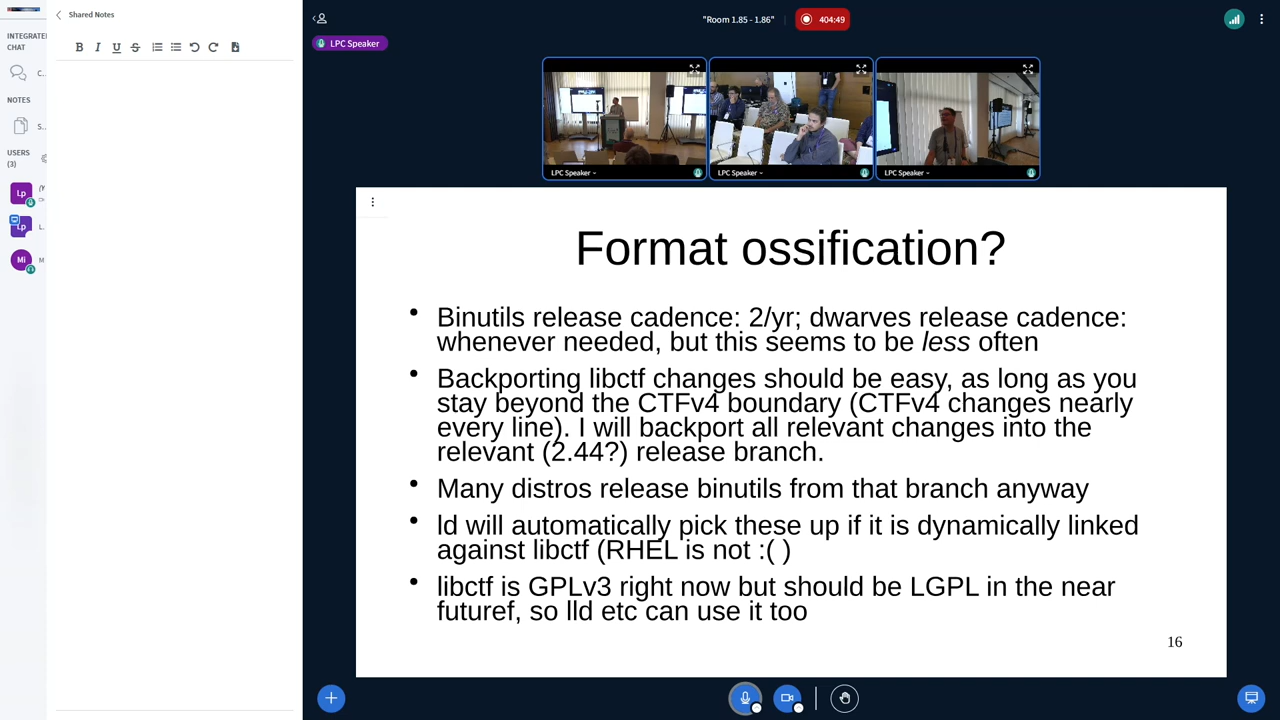 Shared Notes
B I U S
INTEGRATE
CHAT
C..
NOTES
S..
USERS
(3)
Lp
Lp
L..
Mi
M
"Room 1.85 - 1.86"
404:49
LPC Speaker
LPC Speaker
LPC Speaker
LPC Speaker
Format ossification?
• Binutils release cadence: 2/yr; dwarves release cadence:
whenever needed, but this seems to be less often
• Backporting libctf changes should be easy, as long as you
stay beyond the CTFv4 boundary (CTFv4 changes nearly
every line). I will backport all relevant changes into the
relevant (2.44?) release branch.
• Many distros release binutils from that branch anyway
• ld will automatically pick these up if it is dynamically linked
against libctf (RHEL is not :( )
• libctf is GPLv3 right now but should be LGPL in the near
futuref, so lld etc can use it too
16